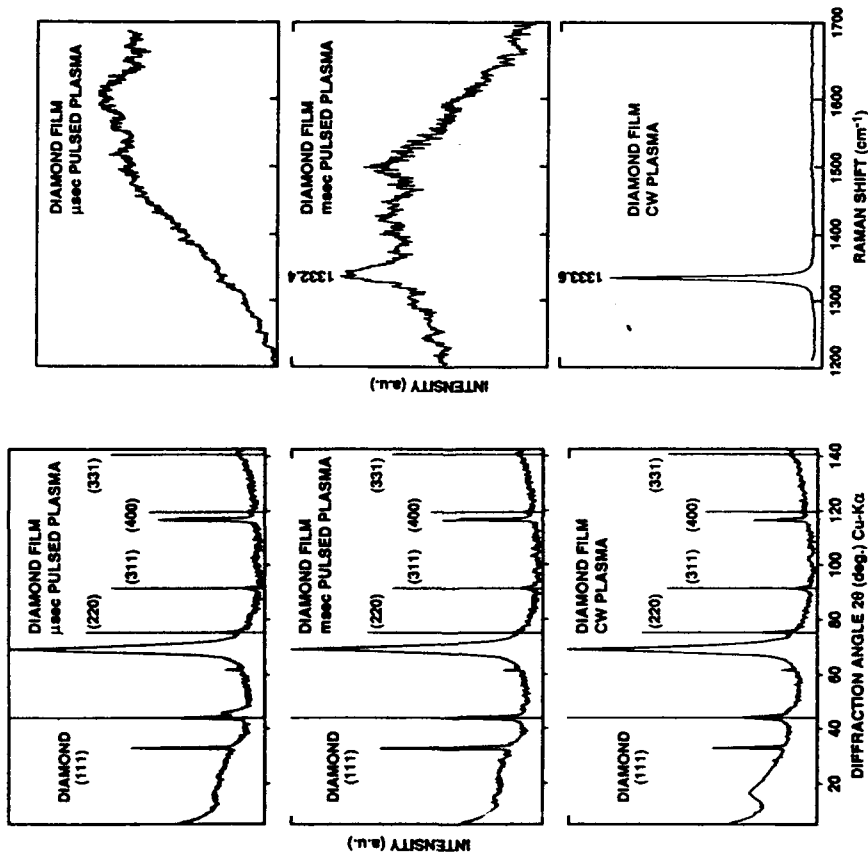 DIAMOND FILM
µsec PULSED PLASMA
DIAMOND
(111)
(220)
(311)
(400)
(331)
DIAMOND FILM
msec PULSED PLASMA
DIAMOND
(111)
(220)
(311)
(400)
(331)
INTENSITY (a.u.)
DIAMOND FILM
CW PLASMA
DIAMOND
(111)
(220)
(311)
(400)
(331)
20 40 60 80 100 120 140
DIFFRACTION ANGLE 2θ (deg.) Cu-Kα
DIAMOND FILM
µsec PULSED PLASMA
DIAMOND FILM
msec PULSED PLASMA
1332.4
INTENSITY (a.u.)
DIAMOND FILM
CW PLASMA
1333.6
1200 1300 1400 1500 1600 1700
RAMAN SHIFT (cm⁻¹)